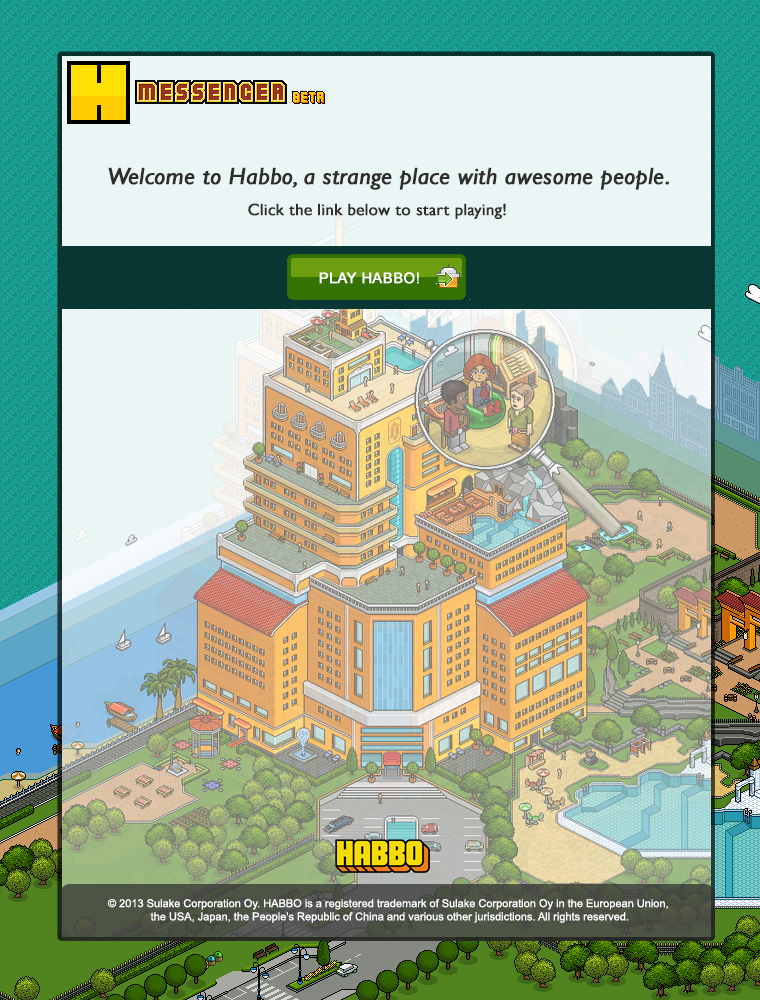 H
MESSENGER BETA
Welcome to Habbo, a strange place with awesome people.
Click the link below to start playing!
PLAY HABBO!
HABBO
© 2013 Sulake Corporation Oy. HABBO is a registered trademark of Sulake Corporation Oy in the European Union,
the USA, Japan, the People's Republic of China and various other jurisdictions. All rights reserved.